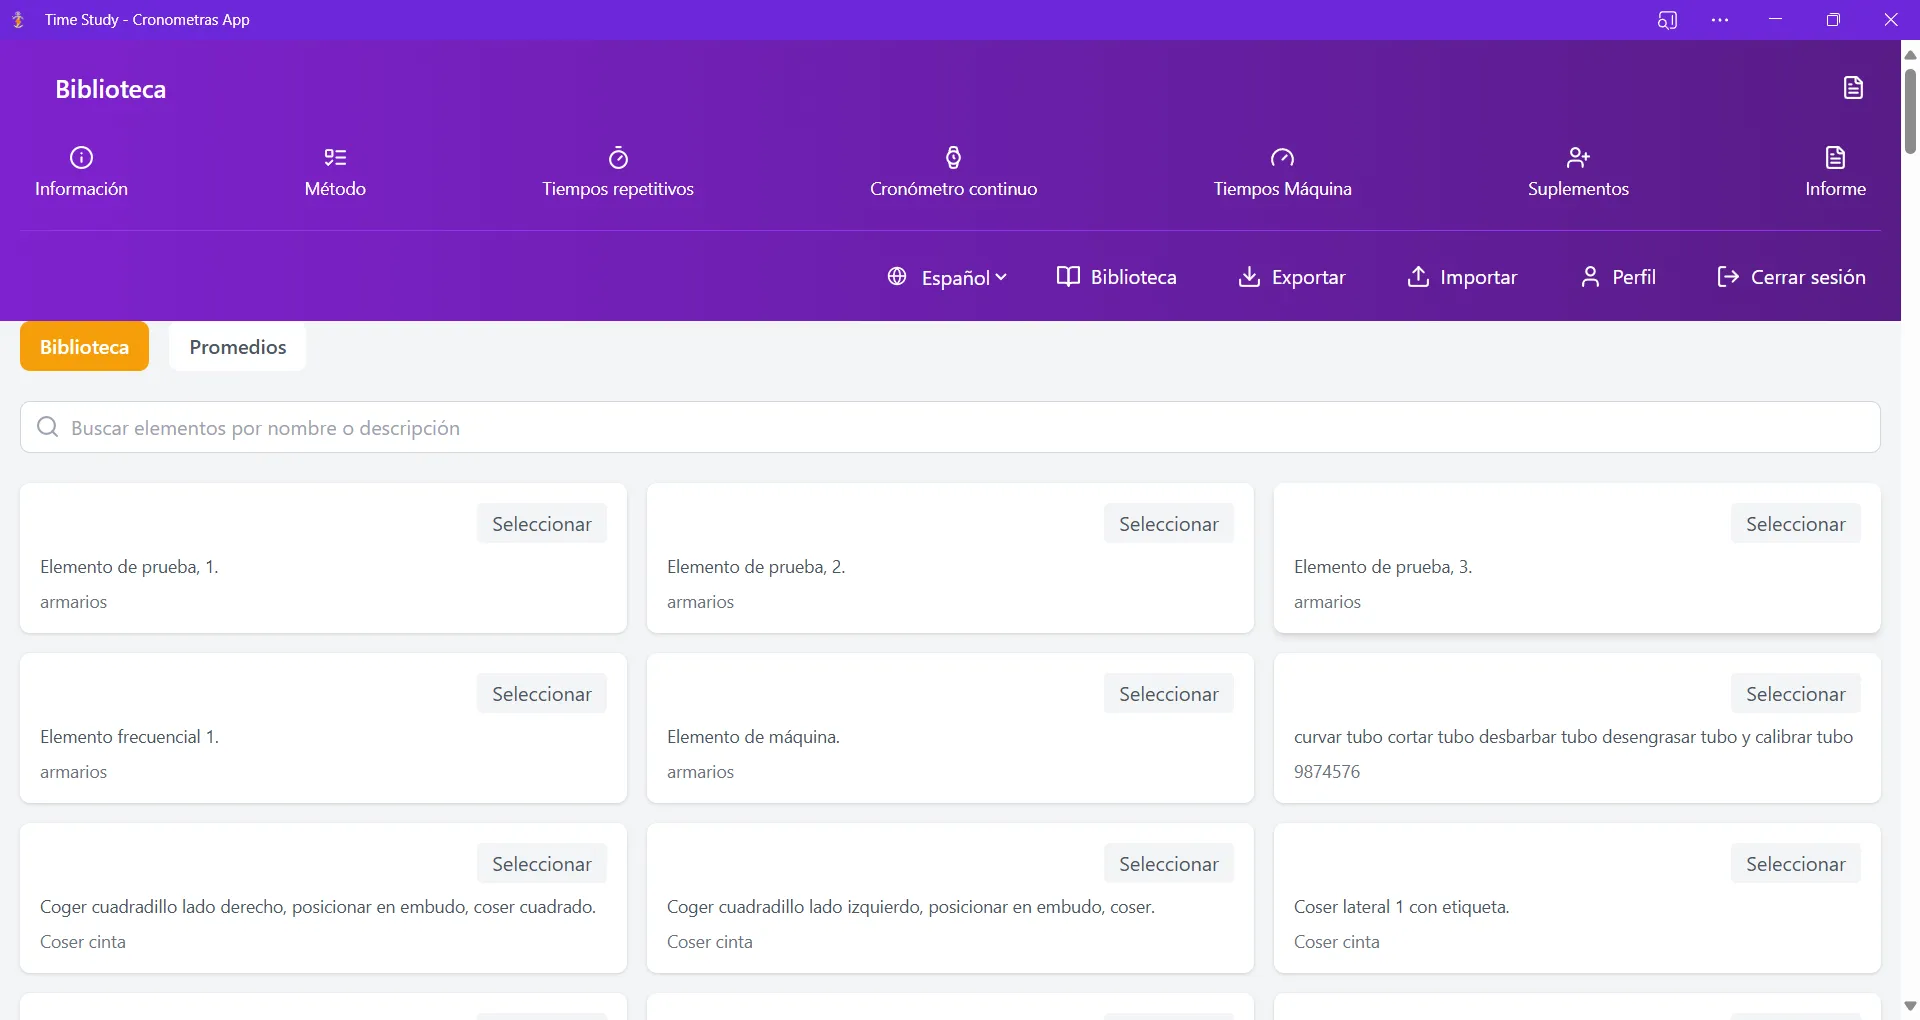 Time Study - Cronometras App
Biblioteca
Información
Método
Tiempos repetitivos
Cronómetro continuo
Tiempos Máquina
Suplementos
Informe
Español
Biblioteca
Exportar
Importar
Perfil
Cerrar sesión
Biblioteca
Promedios
Buscar elementos por nombre o descripción
Seleccionar
Elemento de prueba, 1.
armarios
Seleccionar
Elemento de prueba, 2.
armarios
Seleccionar
Elemento de prueba, 3.
armarios
Seleccionar
Elemento frecuencial 1.
armarios
Seleccionar
Elemento de máquina.
armarios
Seleccionar
curvar tubo cortar tubo desbarbar tubo desengrasar tubo y calibrar tubo
9874576
Seleccionar
Coger cuadradillo lado derecho, posicionar en embudo, coser cuadrado.
Coser cinta
Seleccionar
Coger cuadradillo lado izquierdo, posicionar en embudo, coser.
Coser cinta
Seleccionar
Coser lateral 1 con etiqueta.
Coser cinta